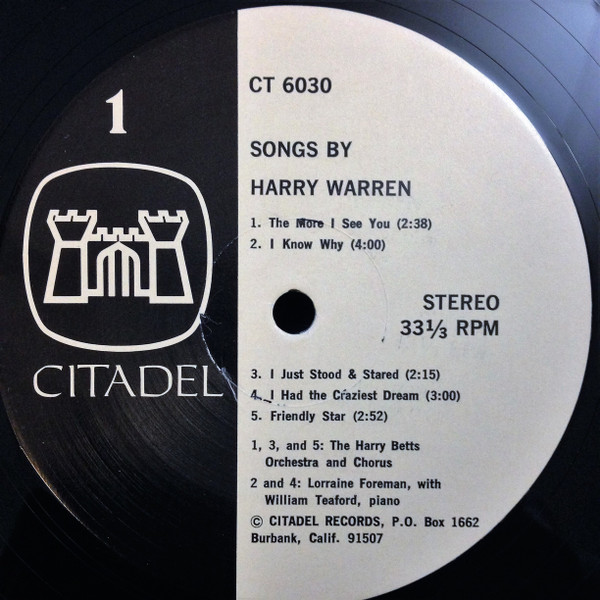 1
CT 6030
SONGS BY
HARRY WARREN
1. The More I See You (2:38)
2. I Know Why (4:00)
STEREO
33⅓ RPM
CITADEL
3. I Just Stood & Stared (2:15)
4. I Had the Craziest Dream (3:00)
5. Friendly Star (2:52)
1, 3, and 5: The Harry Betts
Orchestra and Chorus
2 and 4: Lorraine Foreman, with
William Teaford, piano
© CITADEL RECORDS, P.O. Box 1662
Burbank, Calif. 91507